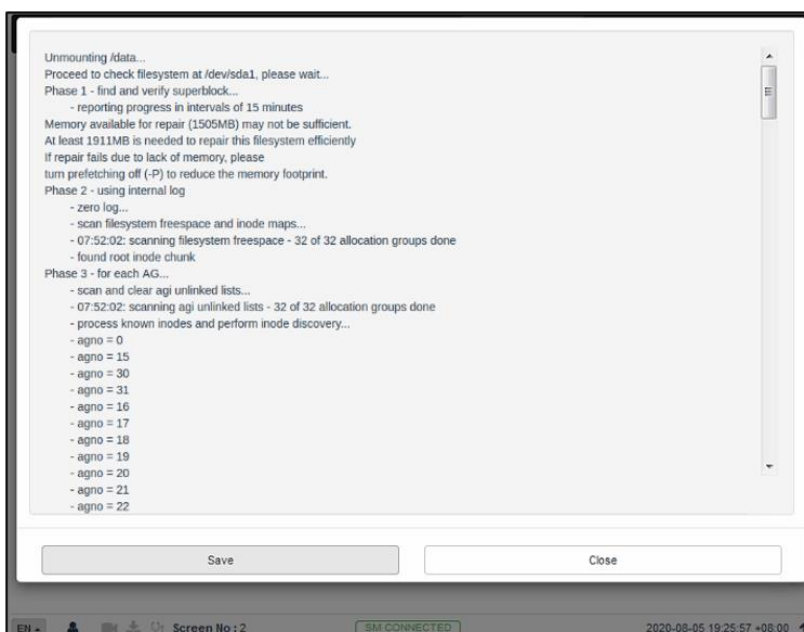 Unmounting /data...
Proceed to check filesystem at /dev/sda1, please wait...
Phase 1 - find and verify superblock...
- reporting progress in intervals of 15 minutes
Memory available for repair (1505MB) may not be sufficient.
At least 1911MB is needed to repair this filesystem efficiently
If repair fails due to lack of memory, please
turn prefetching off (-P) to reduce the memory footprint.
Phase 2 - using internal log
- zero log...
- scan filesystem freespace and inode maps...
- 07:52:02: scanning filesystem freespace - 32 of 32 allocation groups done
- found root inode chunk
Phase 3 - for each AG...
- scan and clear agi unlinked lists...
- 07:52:02: scanning agi unlinked lists - 32 of 32 allocation groups done
- process known inodes and perform inode discovery...
- agno = 0
- agno = 15
- agno = 30
- agno = 31
- agno = 16
- agno = 17
- agno = 18
- agno = 19
- agno = 20
- agno = 21
- agno = 22
Save
Close
EN
Screen No : 2
SM CONNECTED
2020-08-05 19:25:57 +08:00